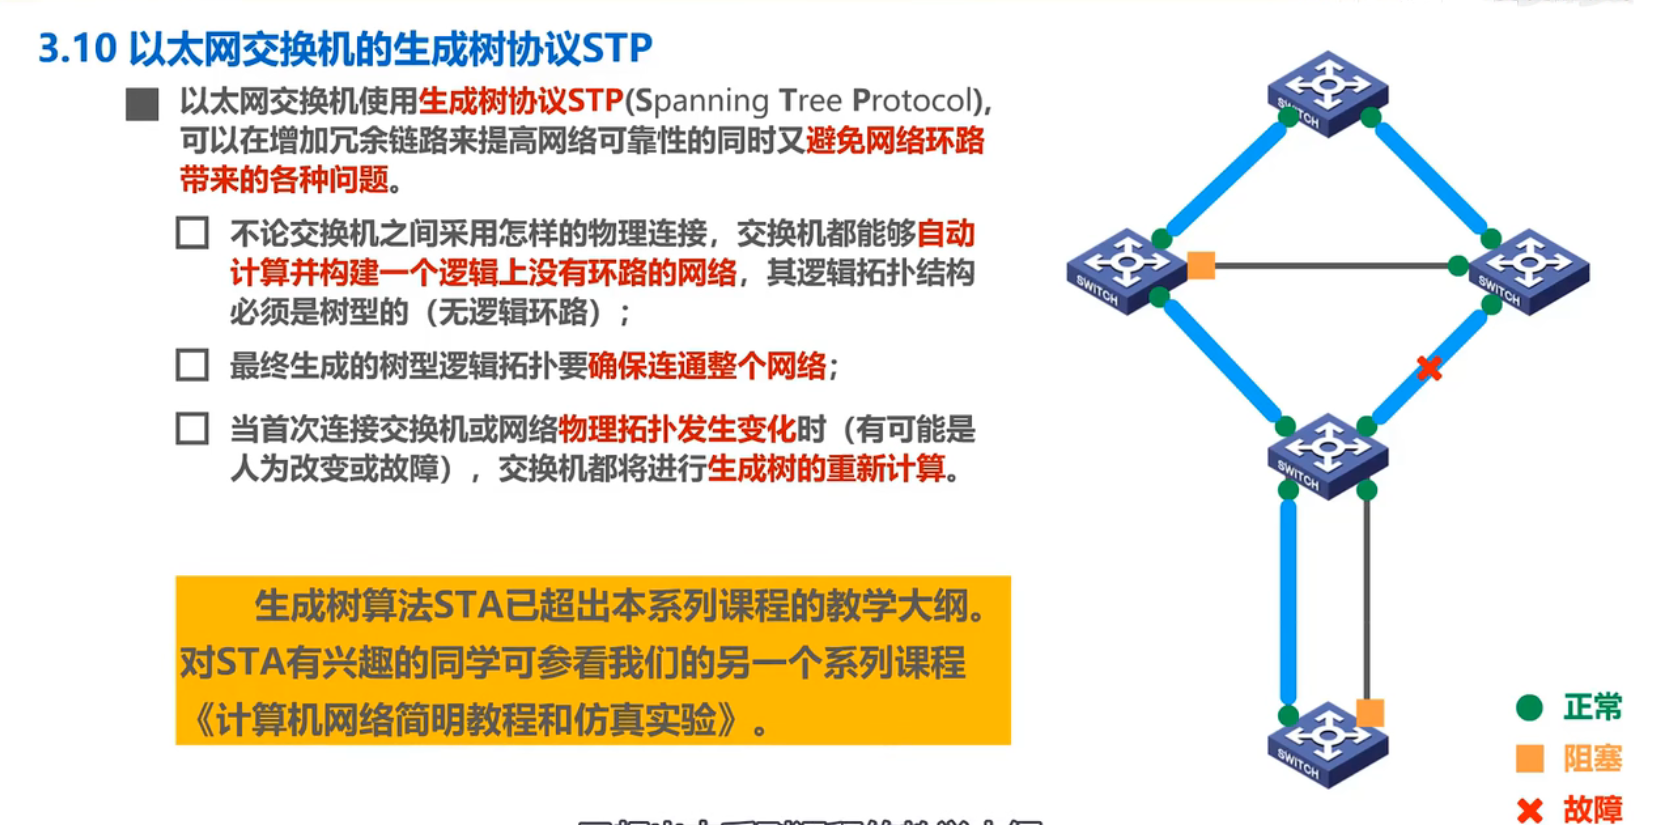 3.10 以太网交换机的生成树协议STP
以太网交换机使用生成树协议STP(Spanning Tree Protocol),
可以在增加冗余链路来提高网络可靠性的同时又避免网络环路
带来的各种问题。
不论交换机之间采用怎样的物理连接，交换机都能够自动
计算并构建一个逻辑上没有环路的网络，其逻辑拓扑结构
必须是树型的（无逻辑环路）；
最终生成的树型逻辑拓扑要确保连通整个网络；
当首次连接交换机或网络物理拓扑发生变化时（有可能是
人为改变或故障），交换机都将进行生成树的重新计算。
生成树算法STA已超出本系列课程的教学大纲。
对STA有兴趣的同学可参看我们的另一个系列课程
《计算机网络简明教程和仿真实验》。
SWITCH
SWITCH
SWITCH
SWITCH
SWITCH
正常
阻塞
故障